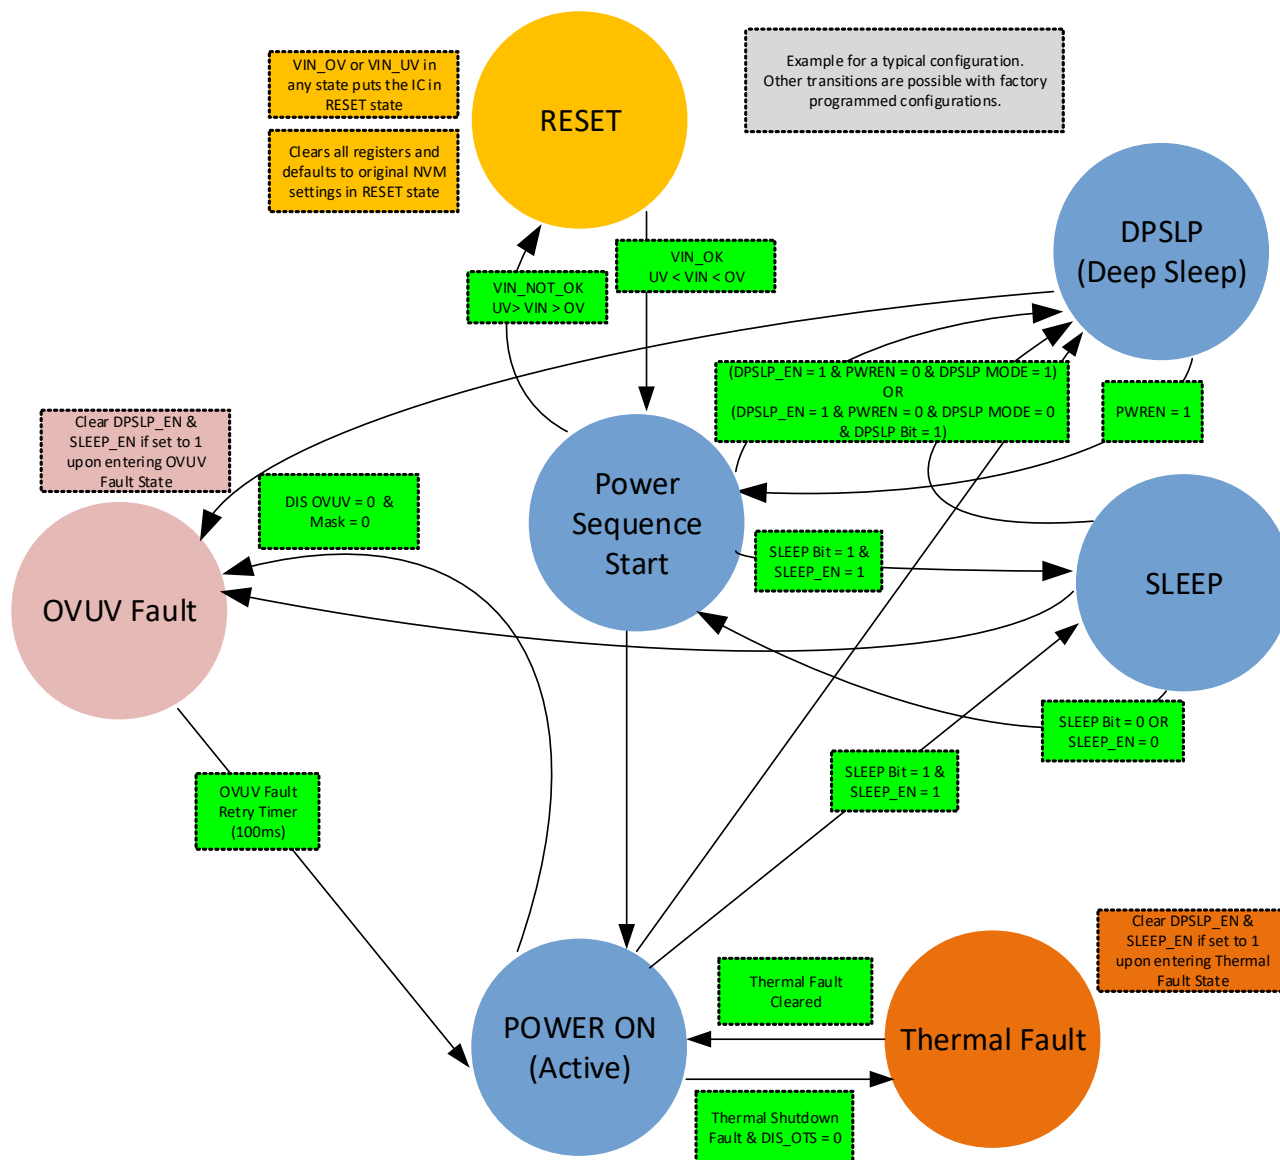 VIN_OV or VIN_UV in
any state puts the IC in
RESET state
Clears all registers and
defaults to original NVM
settings in RESET state
RESET
Example for a typical configuration.
Other transitions are possible with factory
programmed configurations.
DPSLP
(Deep Sleep)
VIN_NOT_OK
UV> VIN > OV
VIN_OK
UV < VIN < OV
(DPSLP_EN = 1 & PWREN = 0 & DPSLP MODE = 1)
OR
(DPSLP_EN = 1 & PWREN = 0 & DPSLP MODE = 0
& DPSLP Bit = 1)
PWREN = 1
Clear DPSLP_EN &
SLEEP_EN if set to 1
upon entering OVUV
Fault State
DIS OVUV = 0 &
Mask = 0
Power
Sequence
Start
SLEEP Bit = 1 &
SLEEP_EN = 1
SLEEP
OVUV Fault
SLEEP Bit = 0 OR
SLEEP_EN = 0
SLEEP Bit = 1 &
SLEEP_EN = 1
OVUV Fault
Retry Timer
(100ms)
Clear DPSLP_EN &
SLEEP_EN if set to 1
upon entering Thermal
Fault State
Thermal Fault
Cleared
POWER ON
(Active)
Thermal Fault
Thermal Shutdown
Fault & DIS_OTS = 0